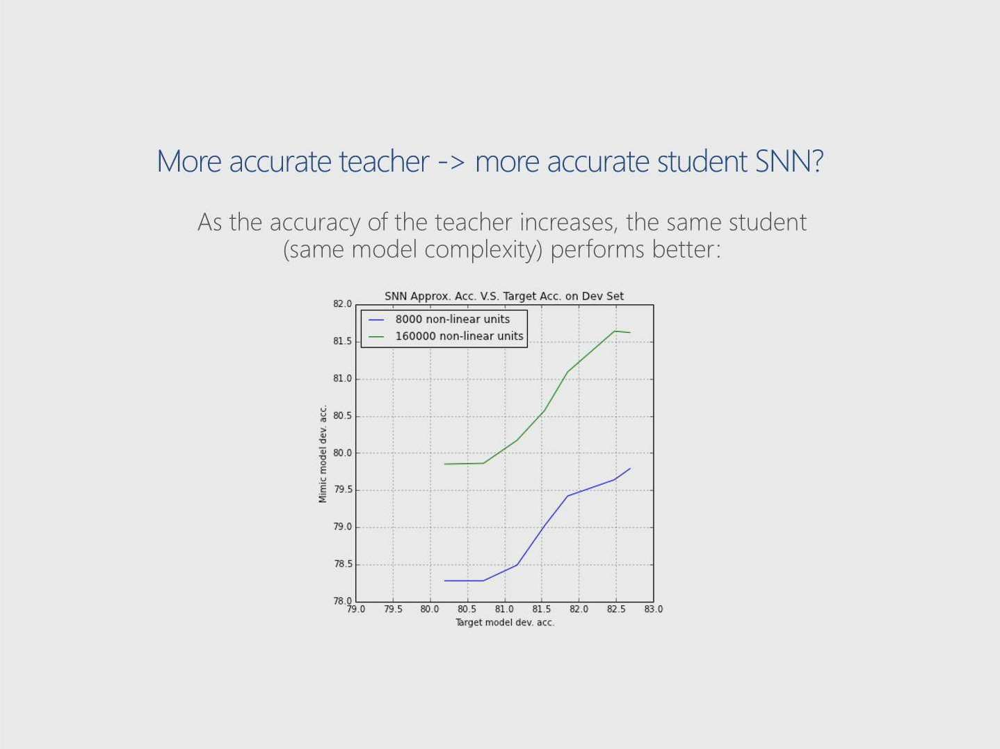 More accurate teacher -> more accurate student SNN?
As the accuracy of the teacher increases, the same student
(same model complexity) performs better:
SNN Approx. Acc. V.S. Target Acc. on Dev Set
8000 non-linear units
160000 non-linear units
82.0
81.5
81.0
80.5
80.0
79.5
79.0
78.5
78.0
Mimic model dev. acc.
79.0 79.5 80.0 80.5 81.0 81.5 82.0 82.5 83.0
Target model dev. acc.